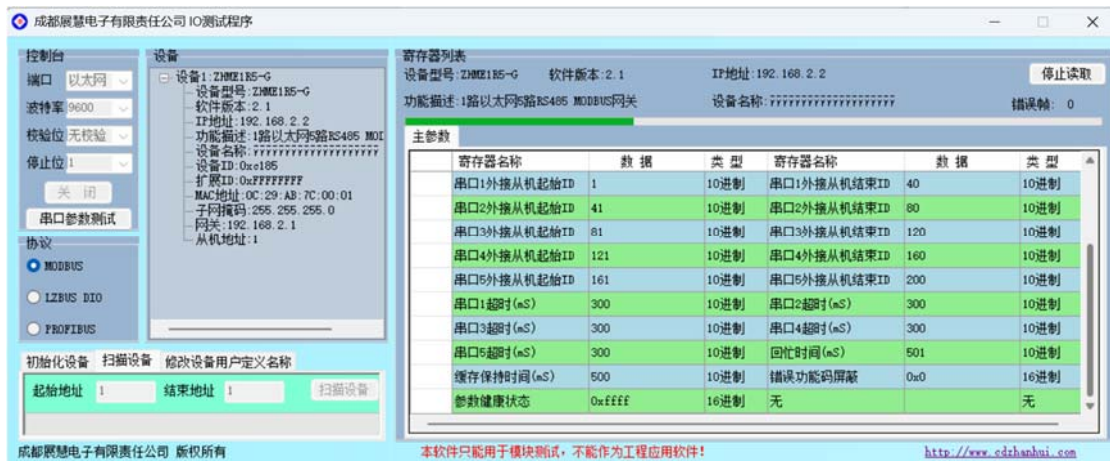 成都展慧电子有限责任公司 IO测试程序
控制台
端口 以太网
波特率 9600
校验位 无校验
停止位 1
关 闭
串口参数测试
协议
MODBUS
LZBUS DIO
PROFIBUS
设备
设备1:ZHME1R5-G
设备型号:ZHME1R5-G
软件版本:2.1
IP地址:192.168.2.2
功能描述:1路以太网5路RS485 MOI
设备名称:???????????????????
设备ID:0xc185
扩展ID:0xFFFFFFFF
MAC地址:0C:29:AB:7C:00:01
子网掩码:255.255.255.0
网关:192.168.2.1
从机地址:1
初始化设备 扫描设备 修改设备用户定义名称
起始地址 1 结束地址 1 扫描设备
寄存器列表
设备型号:ZHME1R5-G 软件版本:2.1 IP地址:192.168.2.2 停止读取
功能描述:1路以太网5路RS485 MODBUS网关 设备名称:???????????????????? 错误帧: 0
主参数
寄存器名称 数 据 类 型 寄存器名称 数 据 类 型
串口1外接从机起始ID 1 10进制 串口1外接从机结束ID 40 10进制
串口2外接从机起始ID 41 10进制 串口2外接从机结束ID 80 10进制
串口3外接从机起始ID 81 10进制 串口3外接从机结束ID 120 10进制
串口4外接从机起始ID 121 10进制 串口4外接从机结束ID 160 10进制
串口5外接从机起始ID 161 10进制 串口5外接从机结束ID 200 10进制
串口1超时(mS) 300 10进制 串口2超时(mS) 300 10进制
串口3超时(mS) 300 10进制 串口4超时(mS) 300 10进制
串口5超时(mS) 300 10进制 回忙时间(mS) 501 10进制
缓存保持时间(mS) 500 10进制 错误功能码屏蔽 0x0 16进制
参数健康状态 0xffff 16进制 无 无
成都展慧电子有限责任公司 版权所有 本软件只能用于模块测试，不能作为工程应用软件! http://www.cdzhanhui.com